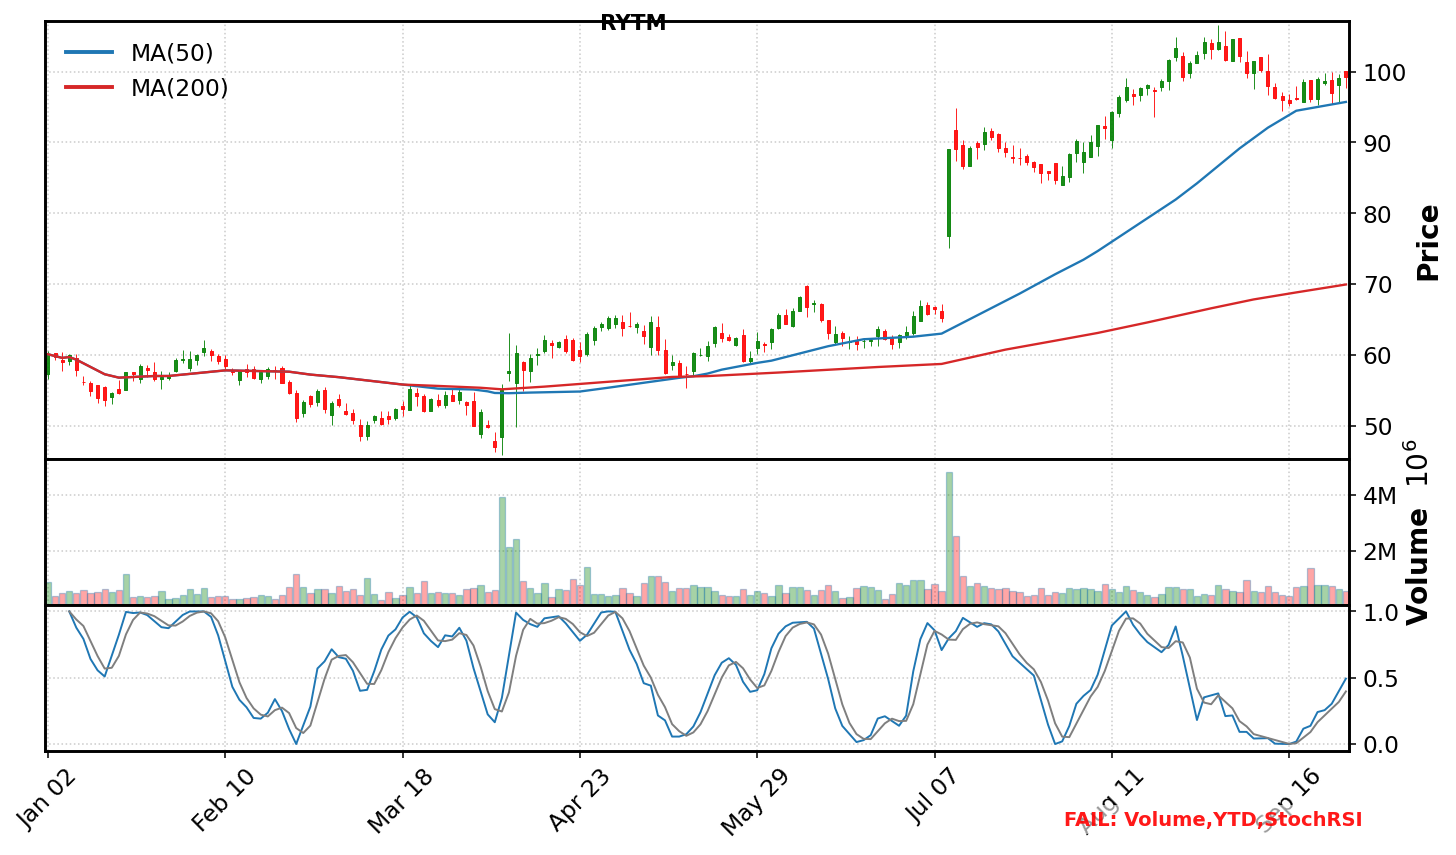 RYTM
MA(50)
MA(200)
100
90
80
70
60
50
Price
4M
2M
Volume 10^6
1.0
0.5
0.0
Jan 02
Feb 10
Mar 18
Apr 23
May 29
Jul 07
Aug 11
Sep 16
FAIL: Volume,YTD,StochRSI